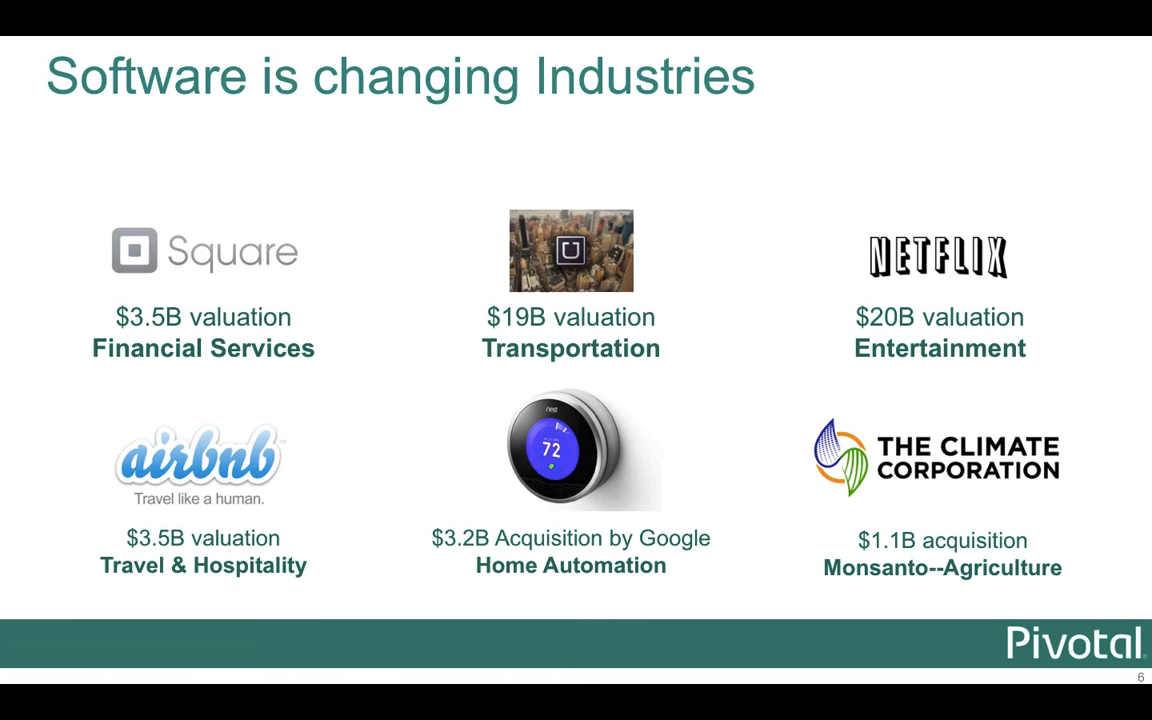 Software is changing Industries
Square
$3.5B valuation
Financial Services
U
$19B valuation
Transportation
NETFLIX
$20B valuation
Entertainment
airbnb
Travel like a human.
$3.5B valuation
Travel & Hospitality
nest
72
$3.2B Acquisition by Google
Home Automation
THE CLIMATE
CORPORATION
$1.1B acquisition
Monsanto--Agriculture
Pivotal
6